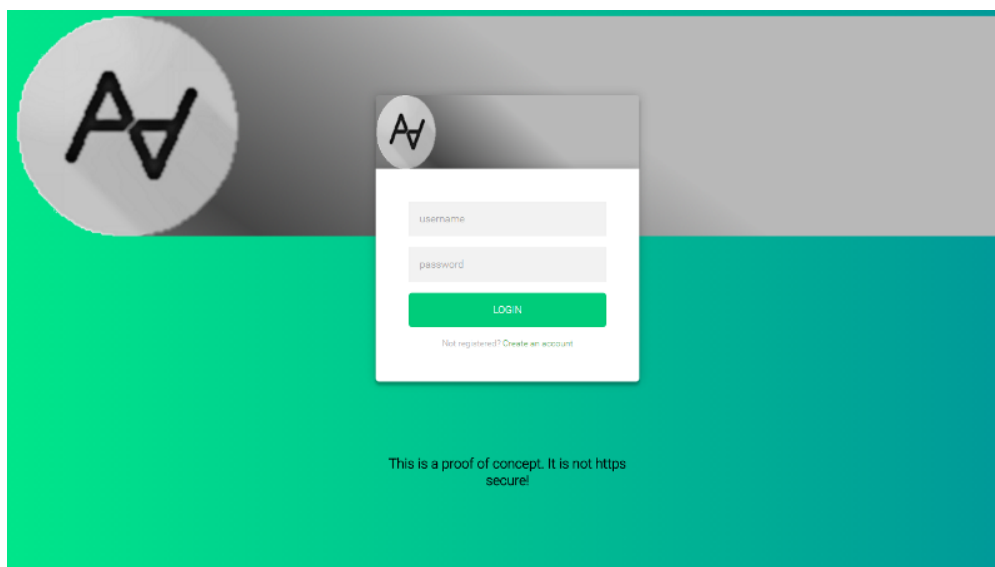 username
password
LOGIN
Not registered? Create an account
This is a proof of concept. It is not https
secure!